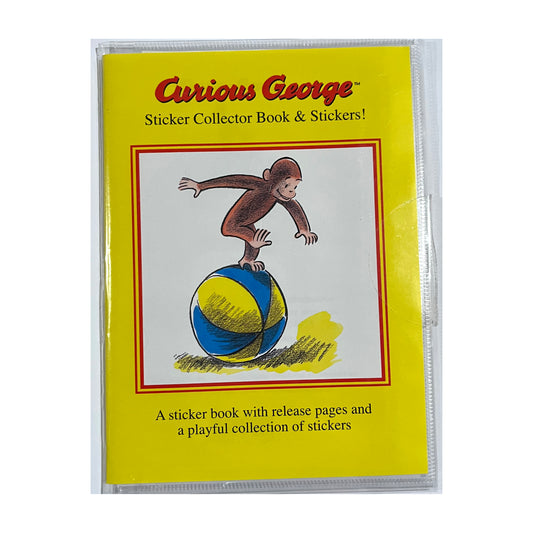 Curious George™
Sticker Collector Book & Stickers!
A sticker book with release pages and
a playful collection of stickers